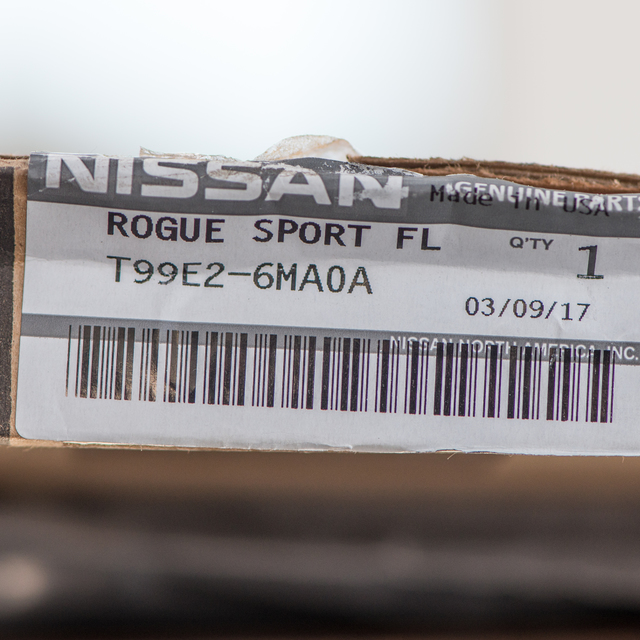 NISSAN GENUINE PARTS
Made in USA
ROGUE SPORT FL
Q'TY 1
T99E2-6MA0A
03/09/17
NISSAN NORTH AMERICA INC.